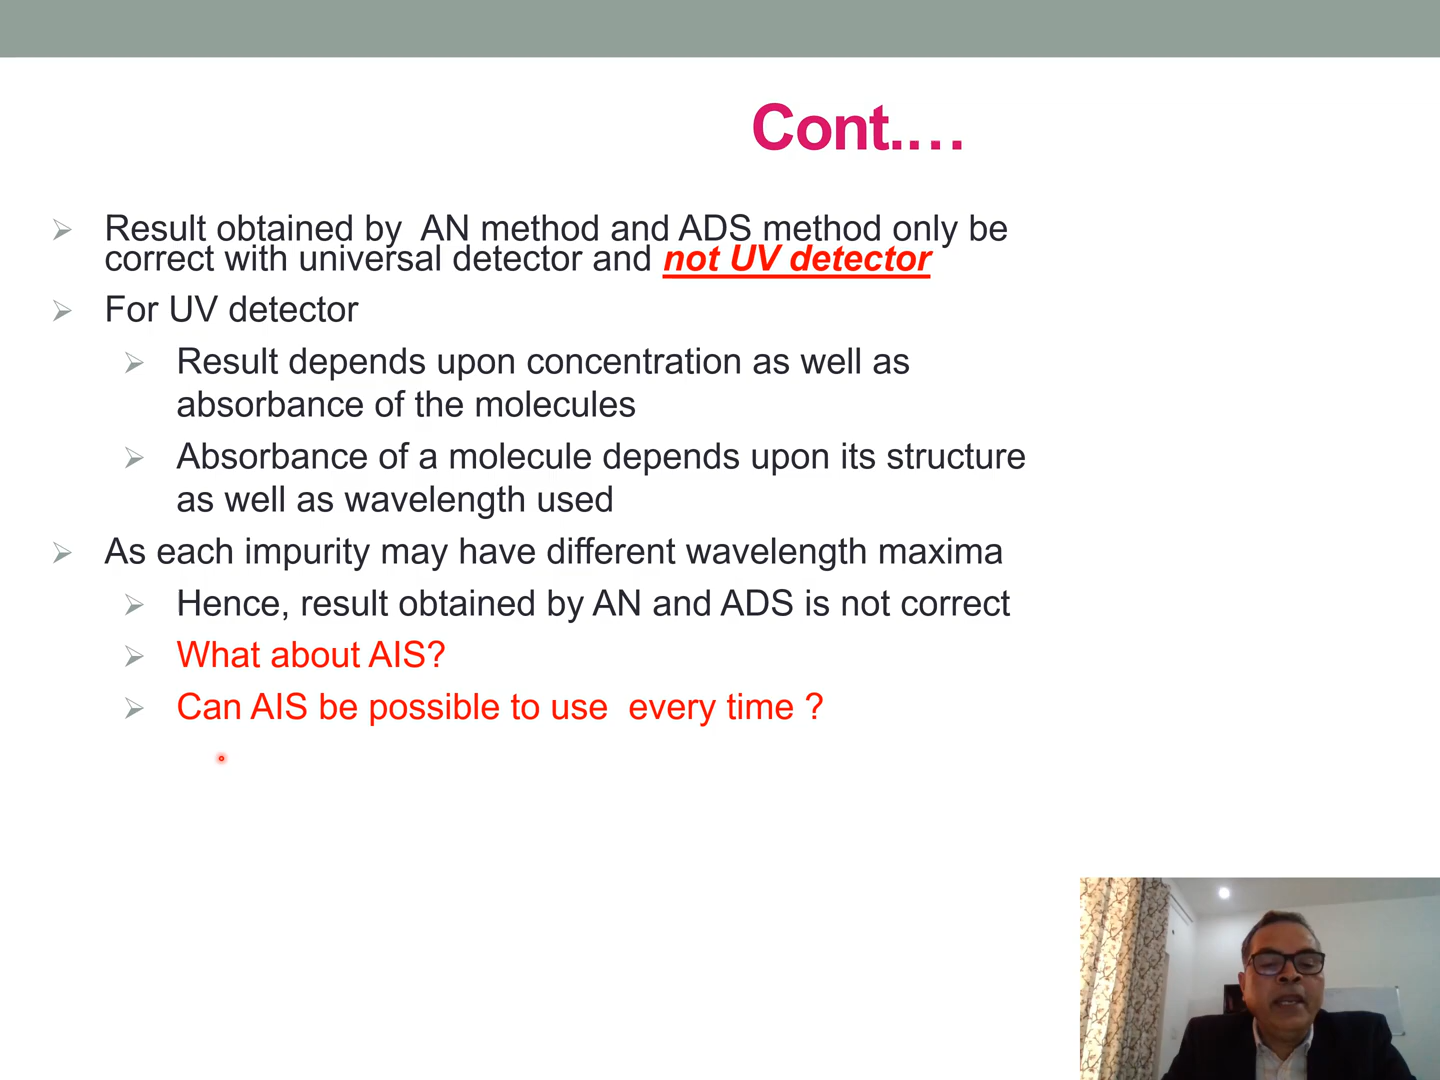 Cont.…
Result obtained by  AN method and ADS method only be
correct with universal detector and not UV detector
For UV detector
Result depends upon concentration as well as
absorbance of the molecules
Absorbance of a molecule depends upon its structure
as well as wavelength used
As each impurity may have different wavelength maxima
Hence, result obtained by AN and ADS is not correct
What about AIS?
Can AIS be possible to use  every time ?